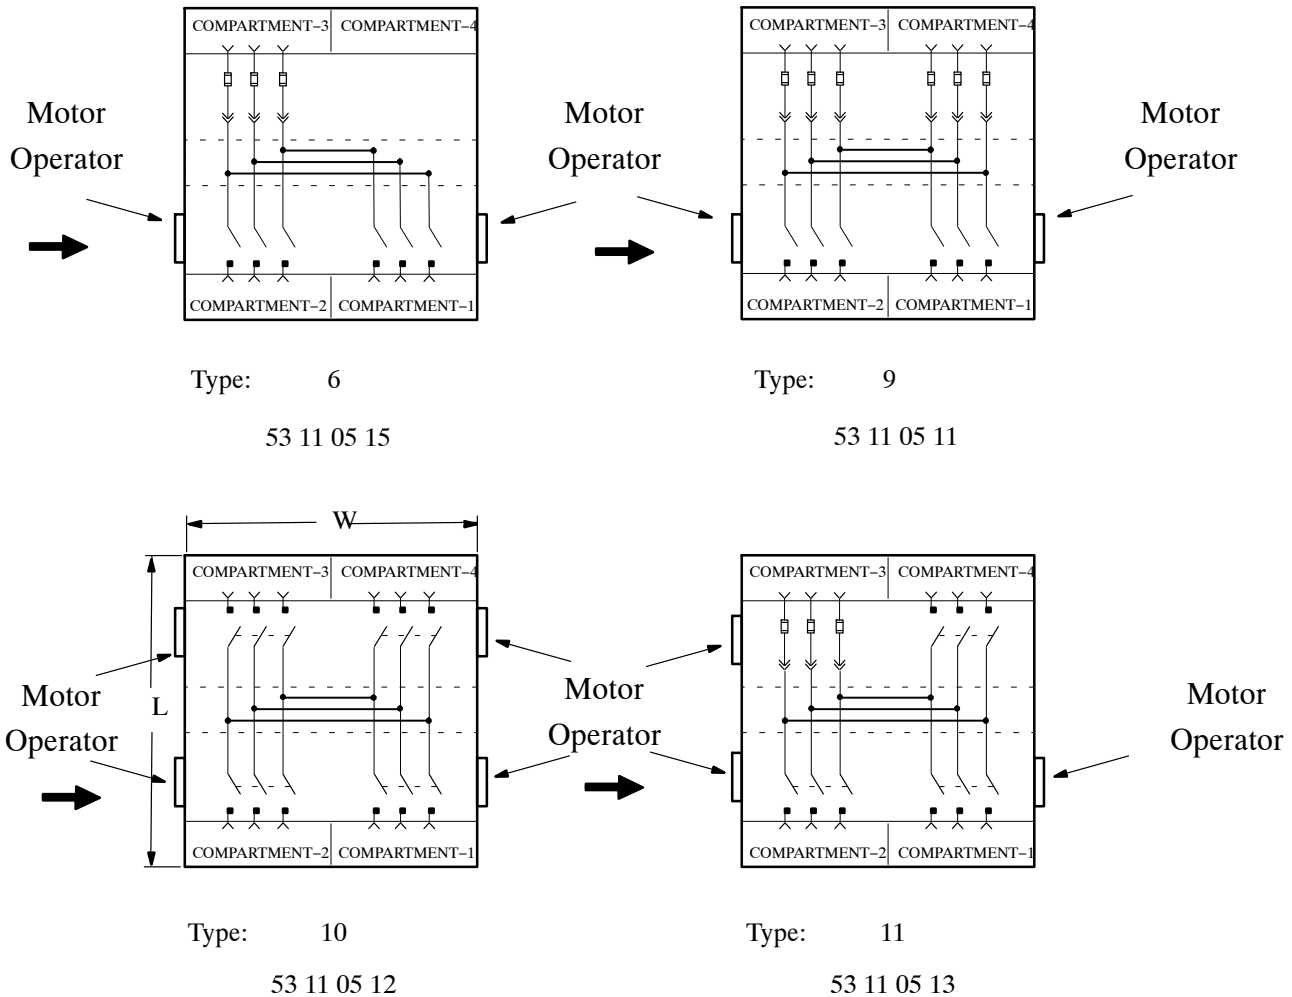 COMPARTMENT-3 COMPARTMENT-4
Motor
Operator
COMPARTMENT-2 COMPARTMENT-1
Type: 6
53 11 05 15
COMPARTMENT-3 COMPARTMENT-4
Motor
Operator
Motor
Operator
COMPARTMENT-2 COMPARTMENT-1
Type: 9
53 11 05 11
W
COMPARTMENT-3 COMPARTMENT-4
Motor
Operator
L
COMPARTMENT-2 COMPARTMENT-1
Type: 10
53 11 05 12
COMPARTMENT-3 COMPARTMENT-4
Motor
Operator
Motor
Operator
COMPARTMENT-2 COMPARTMENT-1
Type: 11
53 11 05 13